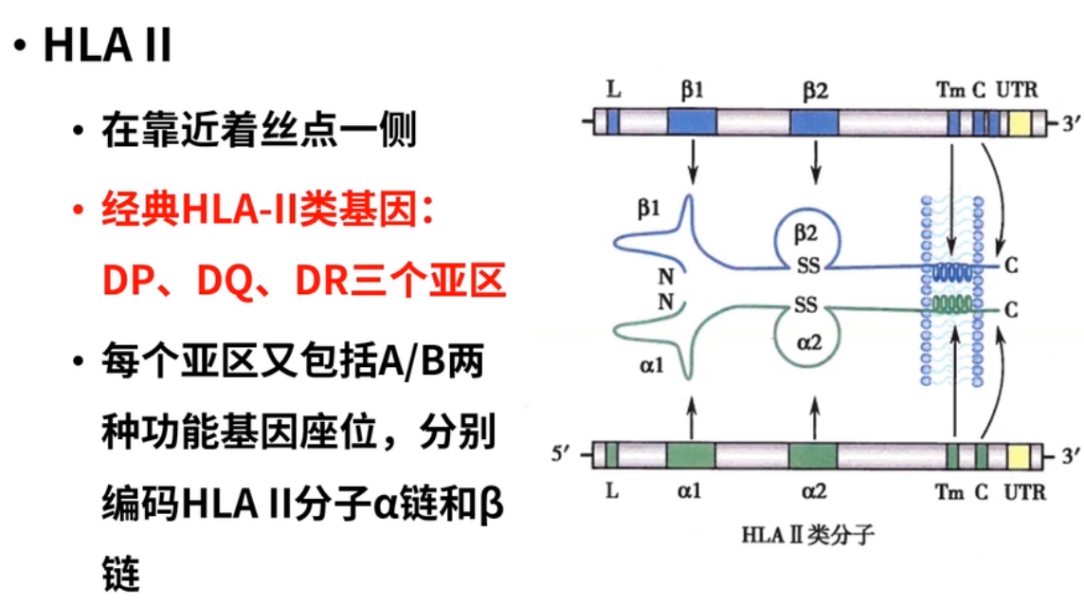 • HLA II
• 在靠近着丝点一侧
• 经典HLA-II类基因：
DP、DQ、DR三个亚区
• 每个亚区又包括A/B两
种功能基因座位，分别
编码HLA II分子α链和β
链
L β1 β2 Tm C UTR
3′
β1
β2
SS
C
N
N
SS
C
α2
α1
5′ 3′
L α1 α2 Tm C UTR
HLAⅡ类分子